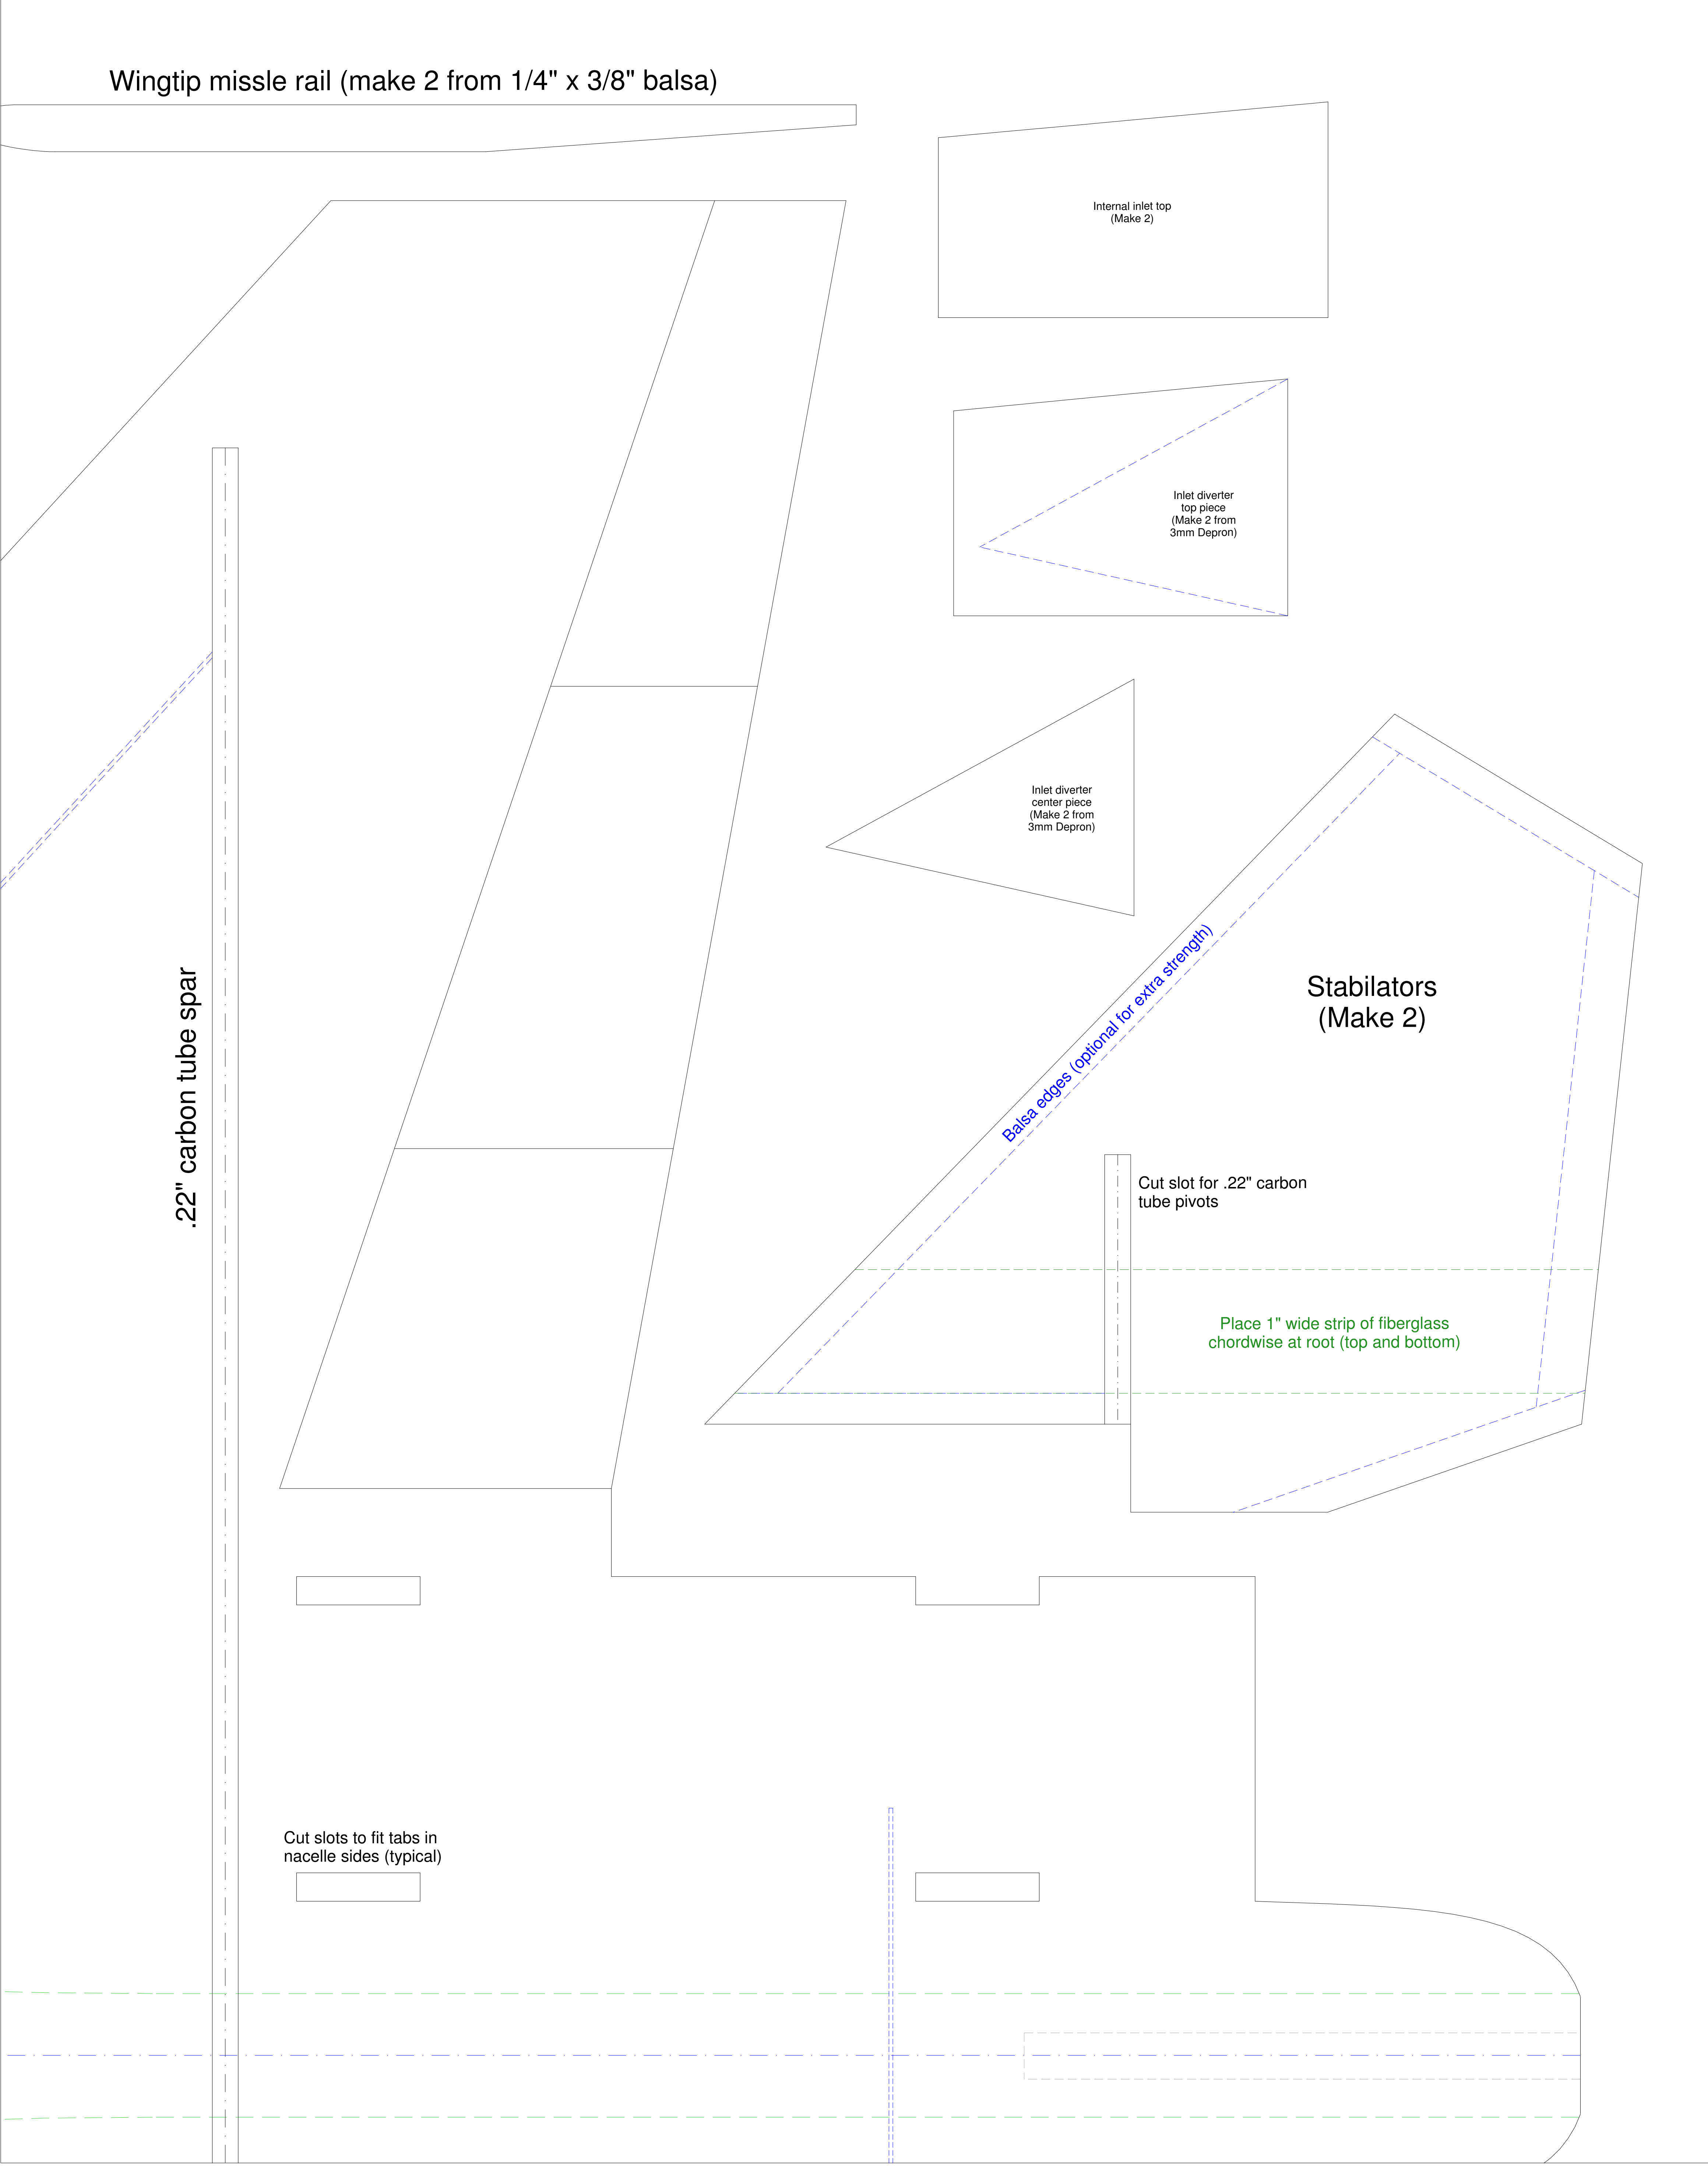 Wingtip missle rail (make 2 from 1/4" x 3/8" balsa)
Internal inlet top
(Make 2)
Inlet diverter
top piece
(Make 2 from
3mm Depron)
Inlet diverter
center piece
(Make 2 from
3mm Depron)
.22" carbon tube spar
Balsa edges (optional for extra strength)
Stabilators
(Make 2)
Cut slot for .22" carbon
tube pivots
Place 1" wide strip of fiberglass
chordwise at root (top and bottom)
Cut slots to fit tabs in
nacelle sides (typical)